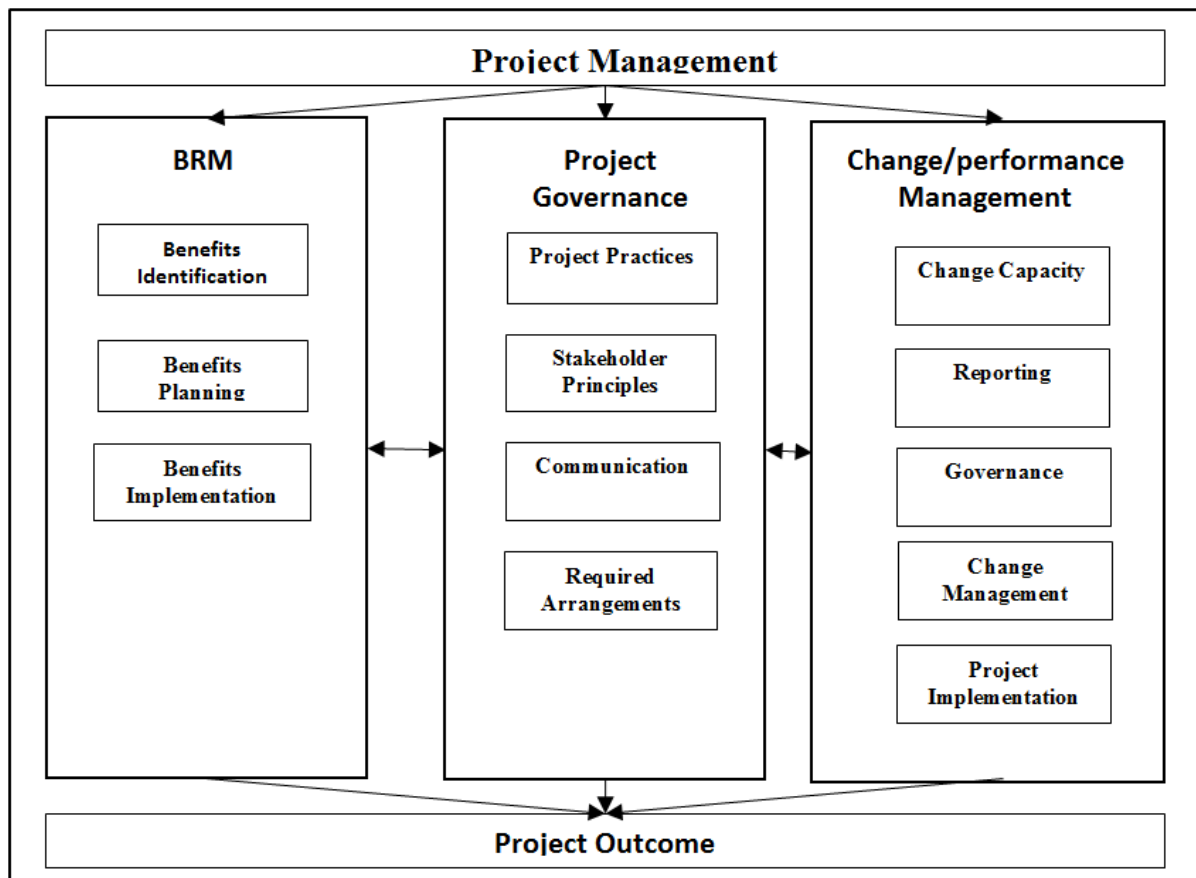 Project Management
BRM
Benefits
Identification
Benefits
Planning
Benefits
Implementation
Project
Governance
Project Practices
Stakeholder
Principles
Communication
Required
Arrangements
Change/performance
Management
Change Capacity
Reporting
Governance
Change
Management
Project
Implementation
Project Outcome